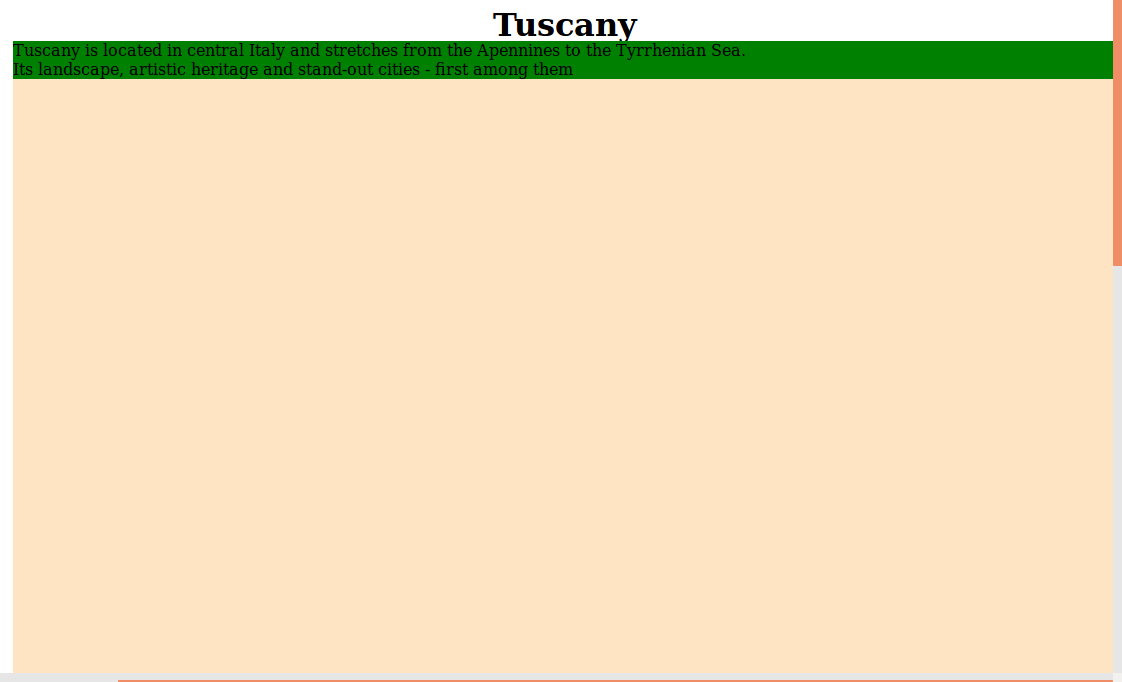 Tuscany
Tuscany is located in central Italy and stretches from the Apennines to the Tyrrhenian Sea.
Its landscape, artistic heritage and stand-out cities - first among them